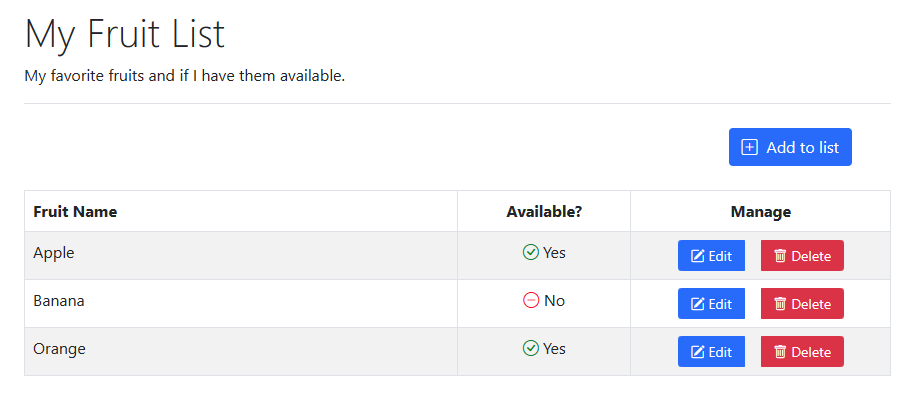 My Fruit List
My favorite fruits and if I have them available.
Add to list
Fruit Name Available? Manage
Apple Yes Edit Delete
Banana No Edit Delete
Orange Yes Edit Delete